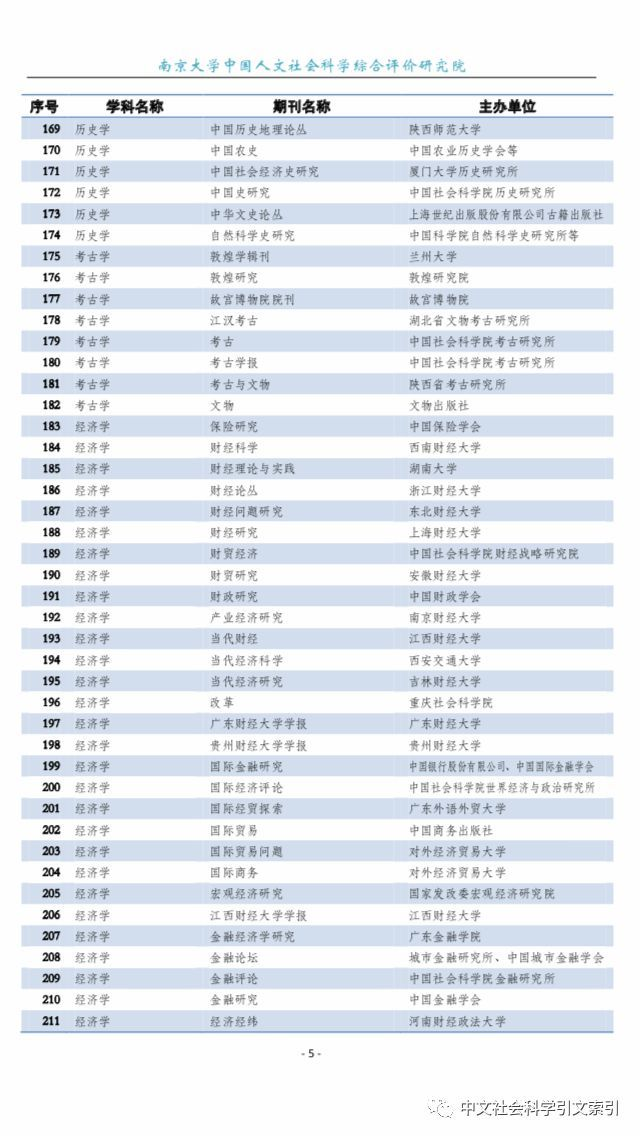 南京大学中国人文社会科学综合评价研究院
序号 学科名称 期刊名称 主办单位
169 历史学 中国历史地理论丛 陕西师范大学
170 历史学 中国农史 中国农业历史学会等
171 历史学 中国社会经济史研究 厦门大学历史研究所
172 历史学 中国史研究 中国社会科学院历史研究所
173 历史学 中华文史论丛 上海世纪出版股份有限公司古籍出版社
174 历史学 自然科学史研究 中国科学院自然科学史研究所等
175 考古学 敦煌学辑刊 兰州大学
176 考古学 敦煌研究 敦煌研究院
177 考古学 故宫博物院院刊 故宫博物院
178 考古学 江汉考古 湖北省文物考古研究所
179 考古学 考古 中国社会科学院考古研究所
180 考古学 考古学报 中国社会科学院考古研究所
181 考古学 考古与文物 陕西省考古研究所
182 考古学 文物 文物出版社
183 经济学 保险研究 中国保险学会
184 经济学 财经科学 西南财经大学
185 经济学 财经理论与实践 湖南大学
186 经济学 财经论丛 浙江财经大学
187 经济学 财经问题研究 东北财经大学
188 经济学 财经研究 上海财经大学
189 经济学 财贸经济 中国社会科学院财经战略研究院
190 经济学 财贸研究 安徽财经大学
191 经济学 财政研究 中国财政学会
192 经济学 产业经济研究 南京财经大学
193 经济学 当代财经 江西财经大学
194 经济学 当代经济科学 西安交通大学
195 经济学 当代经济研究 吉林财经大学
196 经济学 改革 重庆社会科学院
197 经济学 广东财经大学学报 广东财经大学
198 经济学 贵州财经大学学报 贵州财经大学
199 经济学 国际金融研究 中国银行股份有限公司、中国国际金融学会
200 经济学 国际经济评论 中国社会科学院世界经济与政治研究所
201 经济学 国际经贸探索 广东外语外贸大学
202 经济学 国际贸易 中国商务出版社
203 经济学 国际贸易问题 对外经济贸易大学
204 经济学 国际商务 对外经济贸易大学
205 经济学 宏观经济研究 国家发改委宏观经济研究院
206 经济学 江西财经大学学报 江西财经大学
207 经济学 金融经济学研究 广东金融学院
208 经济学 金融论坛 城市金融研究所、中国城市金融学会
209 经济学 金融评论 中国社会科学院金融研究所
210 经济学 金融研究 中国金融学会
211 经济学 经济经纬 河南财经政法大学
- 5 -
中文社会科学引文索引